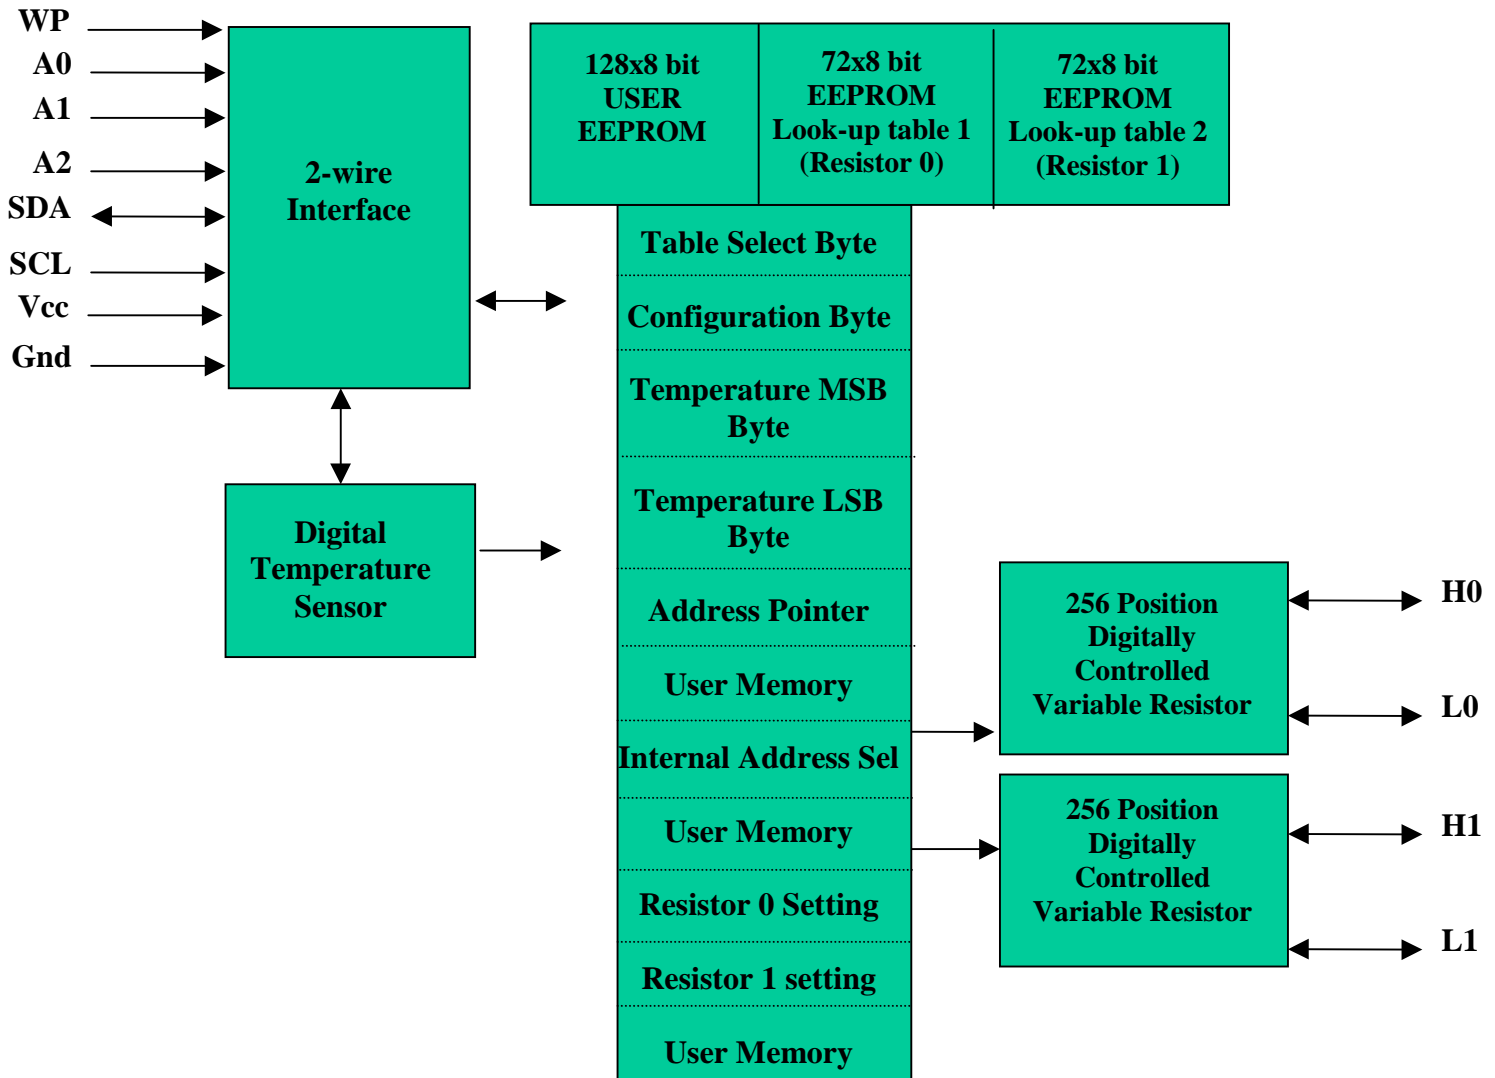 WP
A0
A1
A2
SDA
SCL
Vcc
Gnd
2-wire
Interface
Digital
Temperature
Sensor
128x8 bit
USER
EEPROM
72x8 bit
EEPROM
Look-up table 1
(Resistor 0)
72x8 bit
EEPROM
Look-up table 2
(Resistor 1)
Table Select Byte
Configuration Byte
Temperature MSB
Byte
Temperature LSB
Byte
Address Pointer
User Memory
Internal Address Sel
User Memory
Resistor 0 Setting
Resistor 1 setting
User Memory
256 Position
Digitally
Controlled
Variable Resistor
H0
L0
256 Position
Digitally
Controlled
Variable Resistor
H1
L1